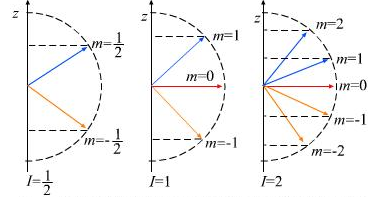 z
m=1/2
m=-1/2
I=1/2
z
m=1
m=0
m=-1
I=1
z
m=2
m=1
m=0
m=-1
m=-2
I=2